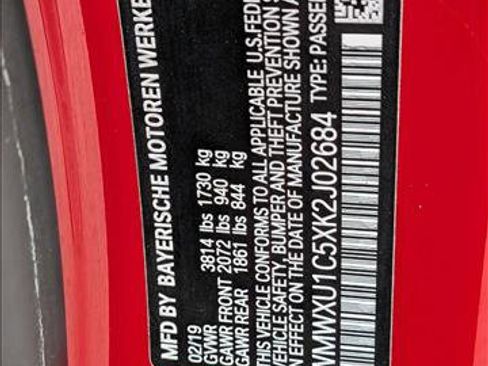 MFD BY BAYERISCHE MOTOREN WERKE
02/19
GVWR 3814 lbs 1730 kg
GAWR FRONT 2072 lbs 940 kg
GAWR REAR 1861 lbs 844 kg
THIS VEHICLE CONFORMS TO ALL APPLICABLE U.S.FEDE
VEHICLE SAFETY, BUMPER AND THEFT PREVENTION S
IN EFFECT ON THE DATE OF MANUFACTURE SHOWN A
WMWXU1C5XK2J02684 TYPE: PASSE